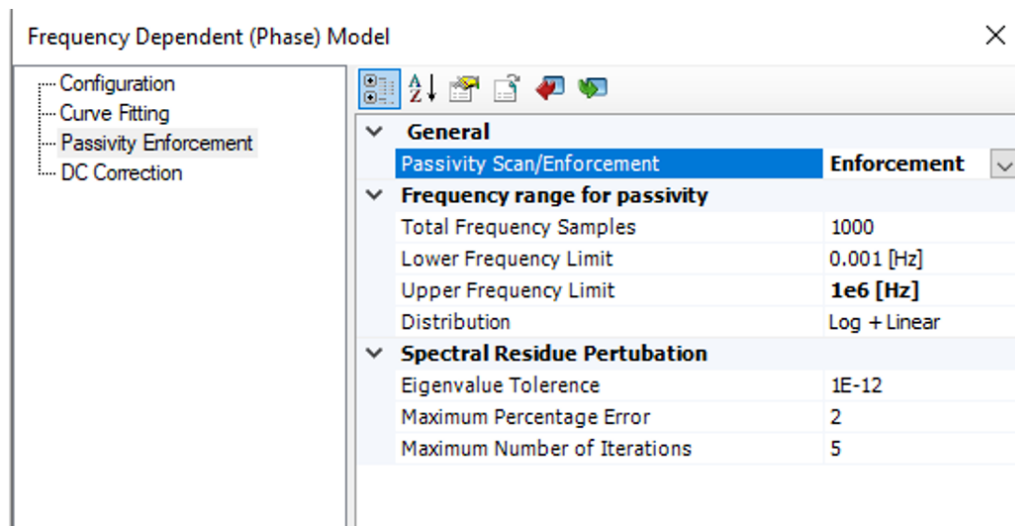 Frequency Dependent (Phase) Model
Configuration
Curve Fitting
Passivity Enforcement
DC Correction
General
Passivity Scan/Enforcement Enforcement
Frequency range for passivity
Total Frequency Samples 1000
Lower Frequency Limit 0.001 [Hz]
Upper Frequency Limit 1e6 [Hz]
Distribution Log + Linear
Spectral Residue Pertubation
Eigenvalue Tolerence 1E-12
Maximum Percentage Error 2
Maximum Number of Iterations 5